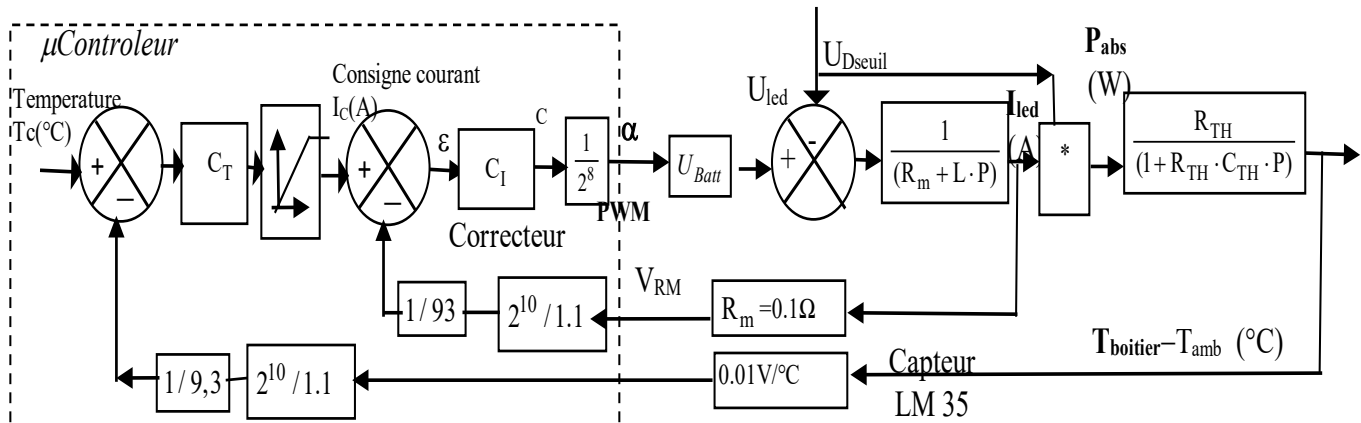 μControleur
Temperature
Tc(°C)
+
−
C_T
Consigne courant
I_C(A)
+
−
ε
C_I
Correcteur
C
1
2^8
α
PWM
U_Batt
U_led
U_Dseuil
+
-
1
(R_m + L · P)
I_led
(A)
*
P_abs
(W)
R_TH
(1 + R_TH · C_TH · P)
1 / 93
2^10 / 1.1
V_RM
R_m =0.1Ω
1 / 9,3
2^10 / 1.1
0.01V/°C
Capteur
LM 35
T_boitier−T_amb (°C)